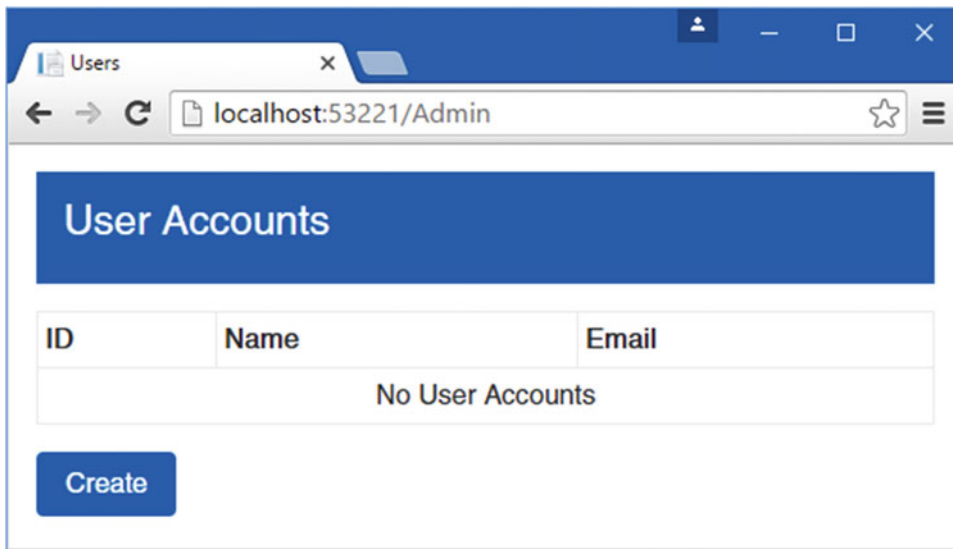 Users
localhost:53221/Admin
User Accounts
ID Name Email
No User Accounts
Create